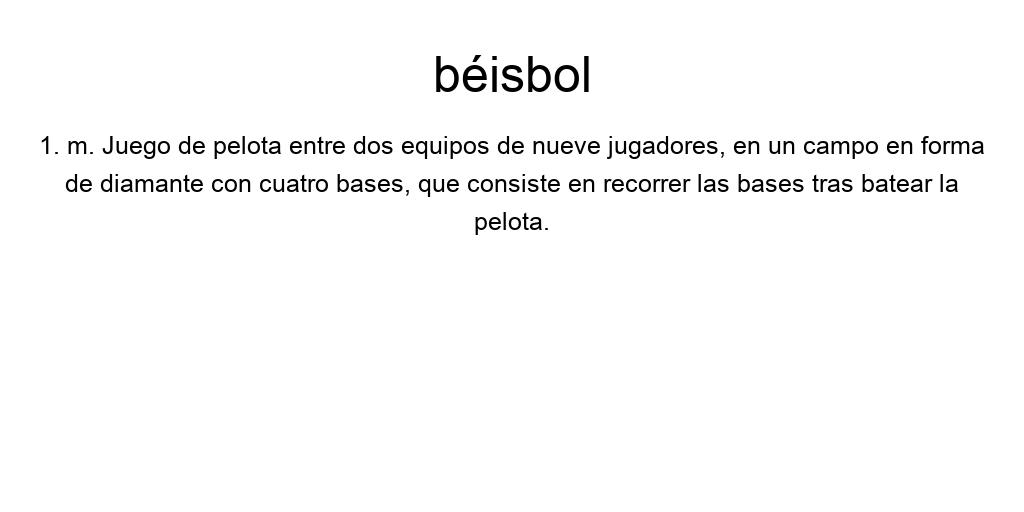 béisbol
1. m. Juego de pelota entre dos equipos de nueve jugadores, en un campo en forma
de diamante con cuatro bases, que consiste en recorrer las bases tras batear la
pelota.